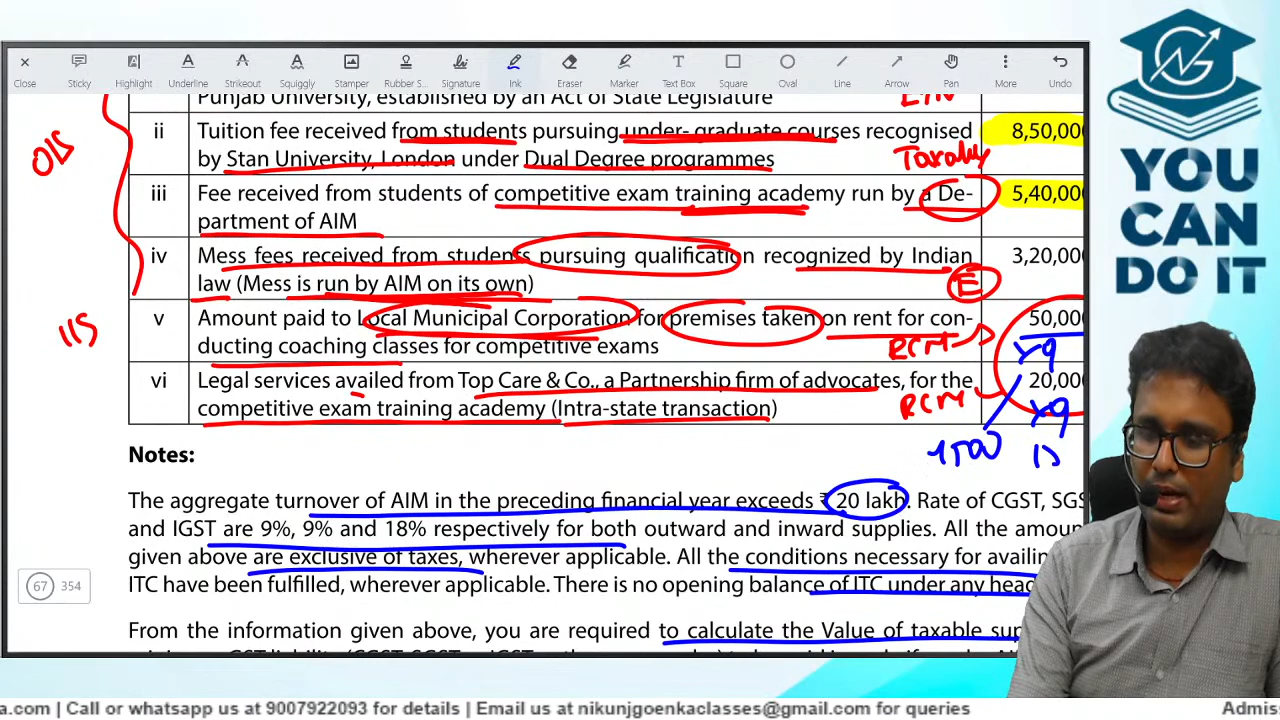 Close Sticky Highlight Underline Strikeout Squiggly Stamper Rubber S... Signature Ink Eraser Marker Text Box Square Oval Line Arrow Pan More Undo
Punjab University, established by an Act of State Legislature
ii Tuition fee received from students pursuing under- graduate courses recognised 8,50,000
by Stan University, London under Dual Degree programmes
Taxable
O/S
iii Fee received from students of competitive exam training academy run by a De- 5,40,000
partment of AIM
iv Mess fees received from students pursuing qualification recognized by Indian 3,20,00
law (Mess is run by AIM on its own)
E
v Amount paid to Local Municipal Corporation for premises taken on rent for con- 50,000
ducting coaching classes for competitive exams
I/S
RCM
x9
vi Legal services availed from Top Care & Co., a Partnership firm of advocates, for the 20,00
competitive exam training academy (Intra-state transaction)
RCM
x9
4500
Notes:
The aggregate turnover of AIM in the preceding financial year exceeds ₹ 20 lakh. Rate of CGST, SGS
and IGST are 9%, 9% and 18% respectively for both outward and inward supplies. All the amoun
given above are exclusive of taxes, wherever applicable. All the conditions necessary for availin
ITC have been fulfilled, wherever applicable. There is no opening balance of ITC under any head
67 354
From the information given above, you are required to calculate the Value of taxable sup
NG
YOU
CAN
DO IT
a.com | Call or whatsapp us at 9007922093 for details | Email us at nikunjgoenkaclasses@gmail.com for queries Admis